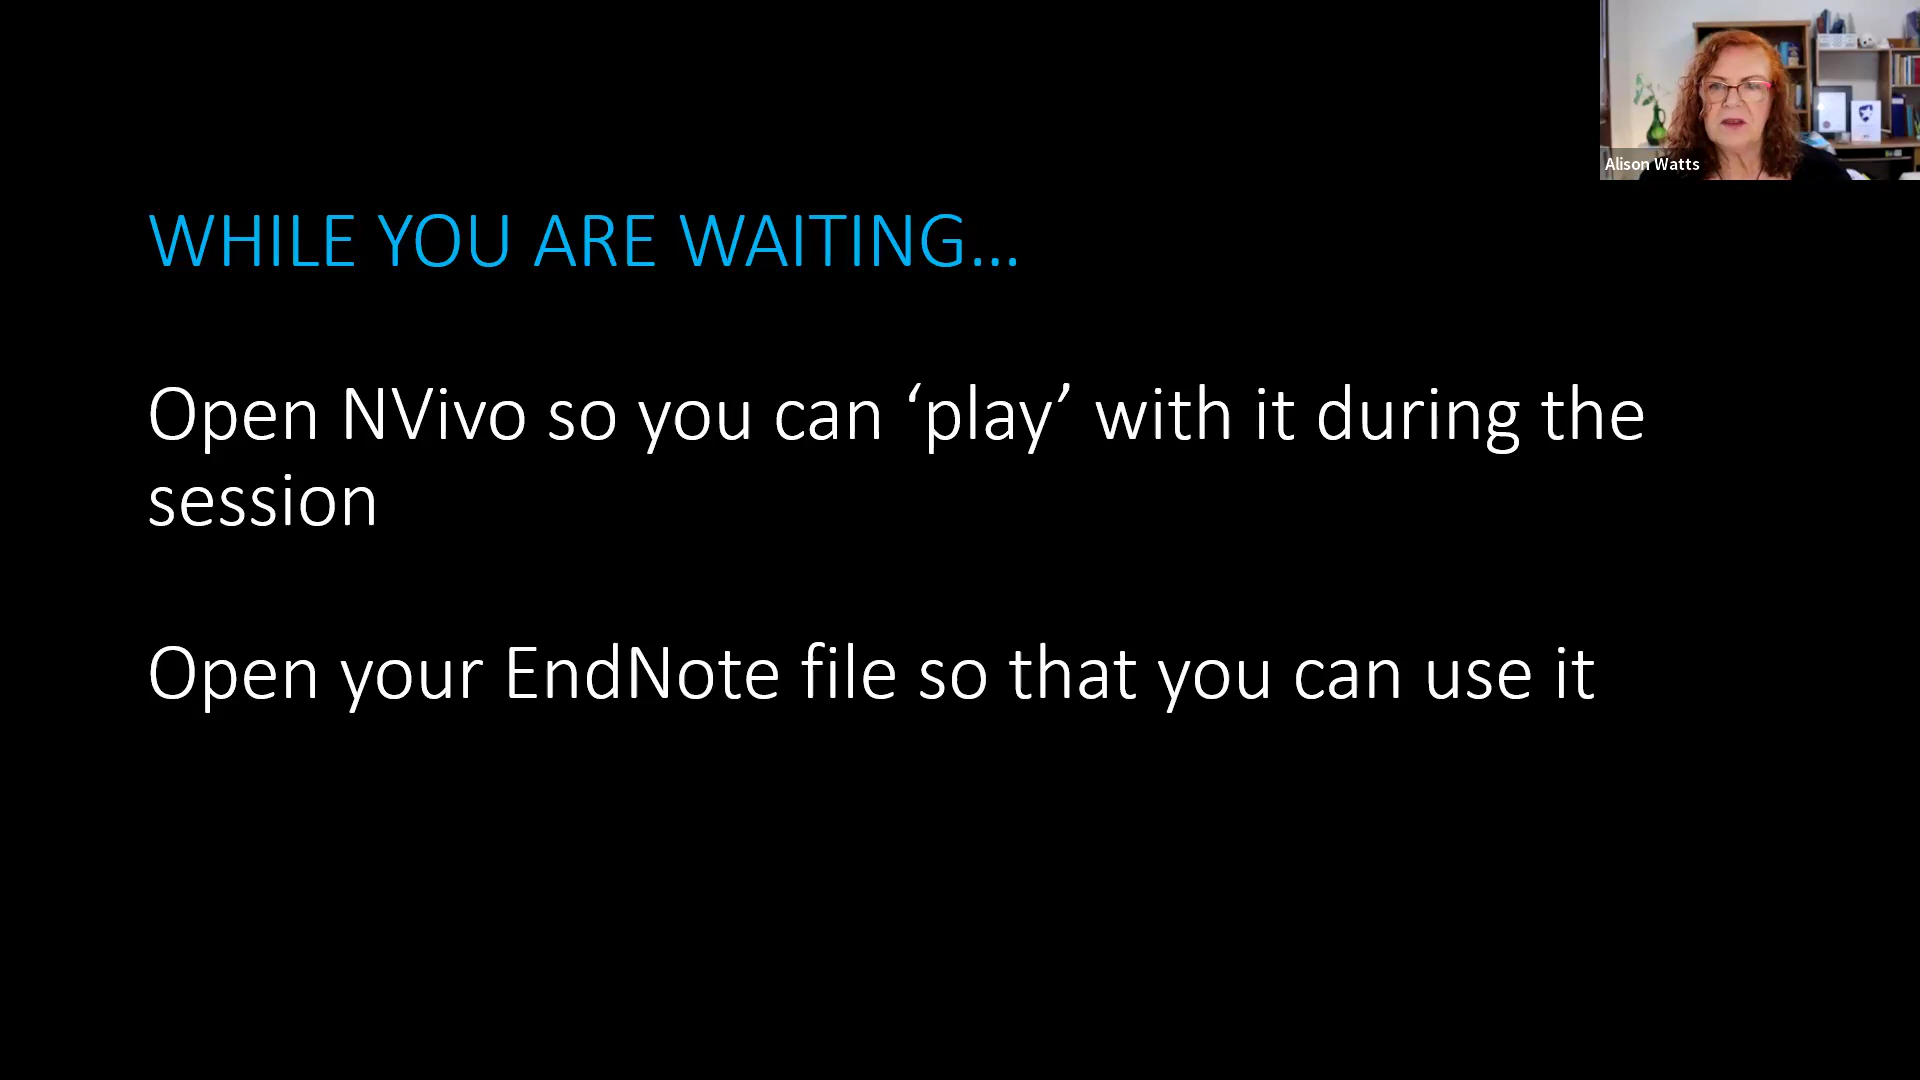 WHILE YOU ARE WAITING...
Open NVivo so you can ‘play’ with it during the
session
Open your EndNote file so that you can use it
Alison Watts